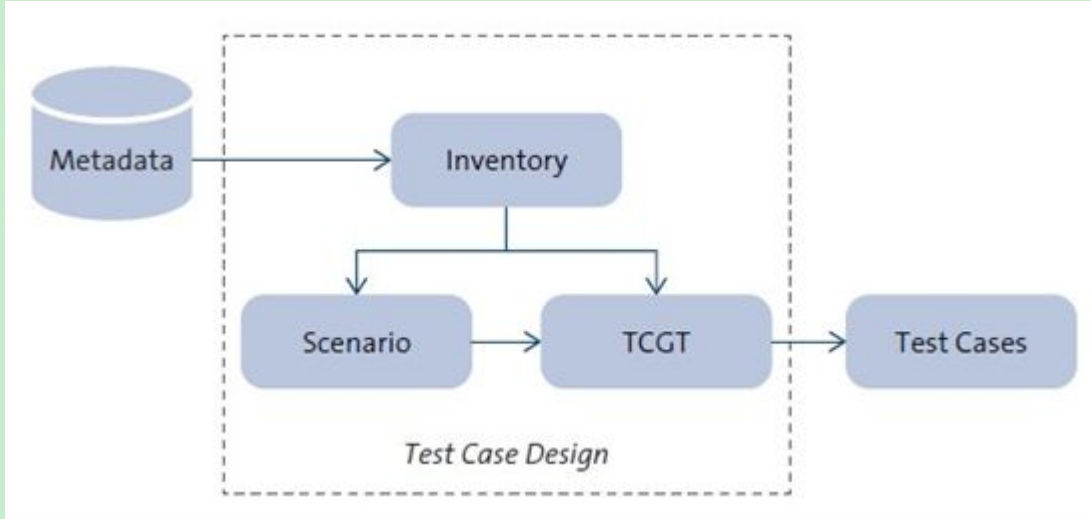 Metadata
Inventory
Scenario
TCGT
Test Cases
Test Case Design